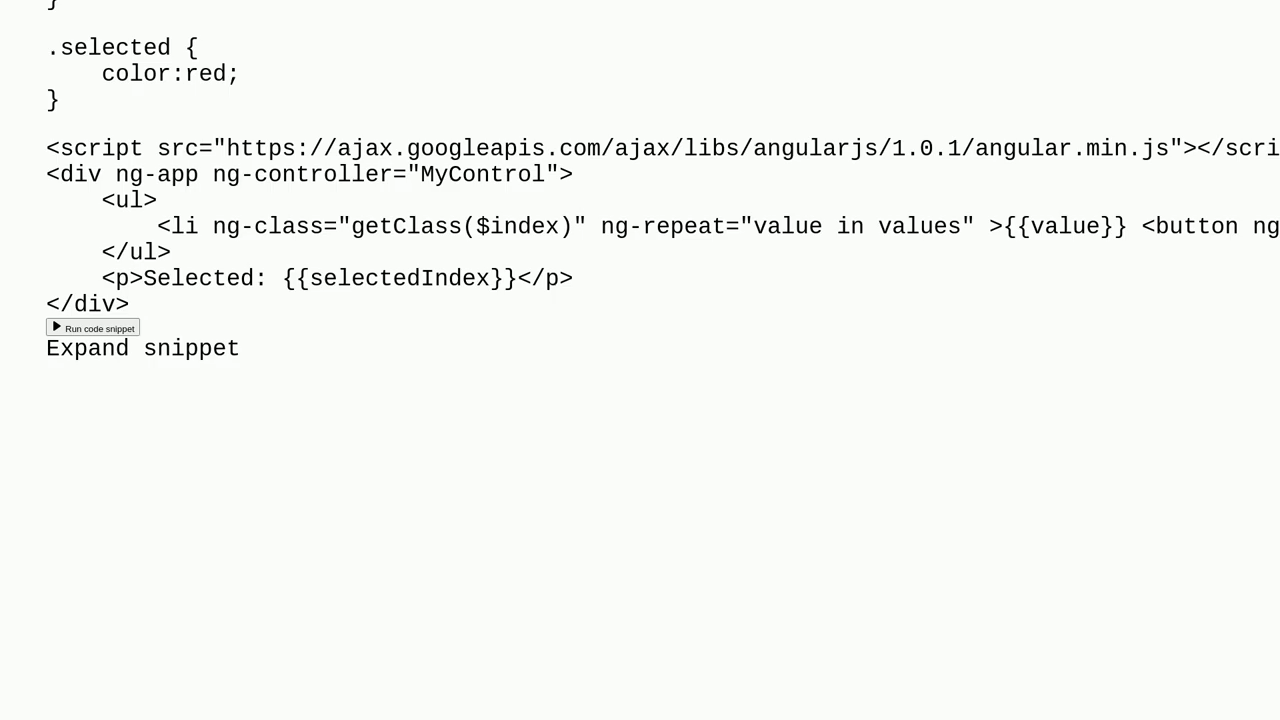 }
.selected {
    color:red;
}
<script src="https://ajax.googleapis.com/ajax/libs/angularjs/1.0.1/angular.min.js"></scri
<div ng-app ng-controller="MyControl">
    <ul>
        <li ng-class="getClass($index)" ng-repeat="value in values" >{{value}} <button ng
    </ul>
    <p>Selected: {{selectedIndex}}</p>
</div>
Run code snippet
Expand snippet